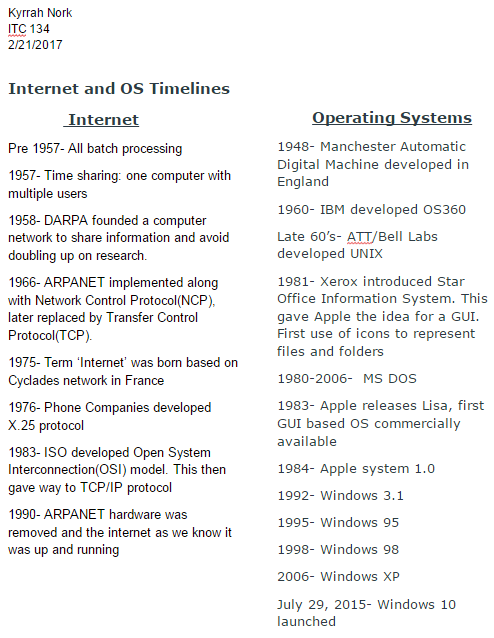 Kyrrah Nork
ITC 134
2/21/2017
Internet and OS Timelines
Internet
Pre 1957- All batch processing
1957- Time sharing: one computer with
multiple users
1958- DARPA founded a computer
network to share information and avoid
doubling up on research.
1966- ARPANET implemented along
with Network Control Protocol(NCP),
later replaced by Transfer Control
Protocol(TCP).
1975- Term ‘Internet’ was born based on
Cyclades network in France
1976- Phone Companies developed
X.25 protocol
1983- ISO developed Open System
Interconnection(OSI) model. This then
gave way to TCP/IP protocol
1990- ARPANET hardware was
removed and the internet as we know it
was up and running
Operating Systems
1948- Manchester Automatic
Digital Machine developed in
England
1960- IBM developed OS360
Late 60’s- ATT/Bell Labs
developed UNIX
1981- Xerox introduced Star
Office Information System. This
gave Apple the idea for a GUI.
First use of icons to represent
files and folders
1980-2006- MS DOS
1983- Apple releases Lisa, first
GUI based OS commercially
available
1984- Apple system 1.0
1992- Windows 3.1
1995- Windows 95
1998- Windows 98
2006- Windows XP
July 29, 2015- Windows 10
launched